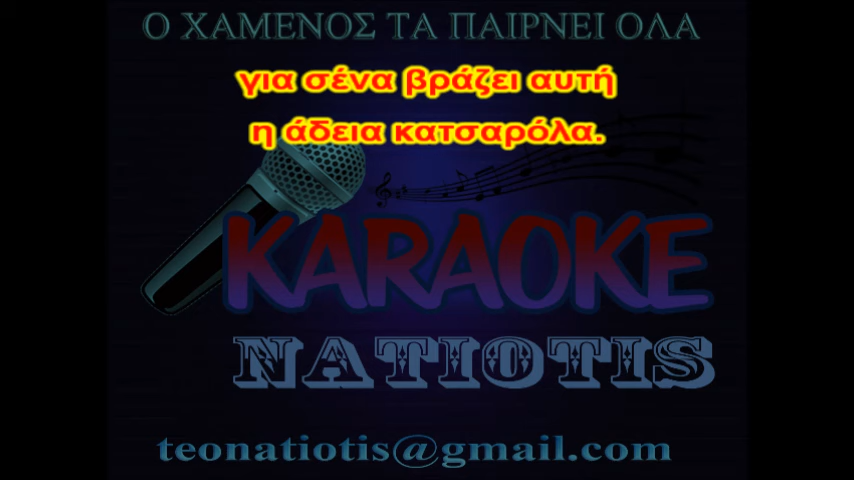 Ο ΧΑΜΕΝΟΣ ΤΑ ΠΑΙΡΝΕΙ ΟΛΑ
για σένα βράζει αυτή
η άδεια κατσαρόλα.
KARAOKE
NATIOTIS
teonatiotis@gmail.com